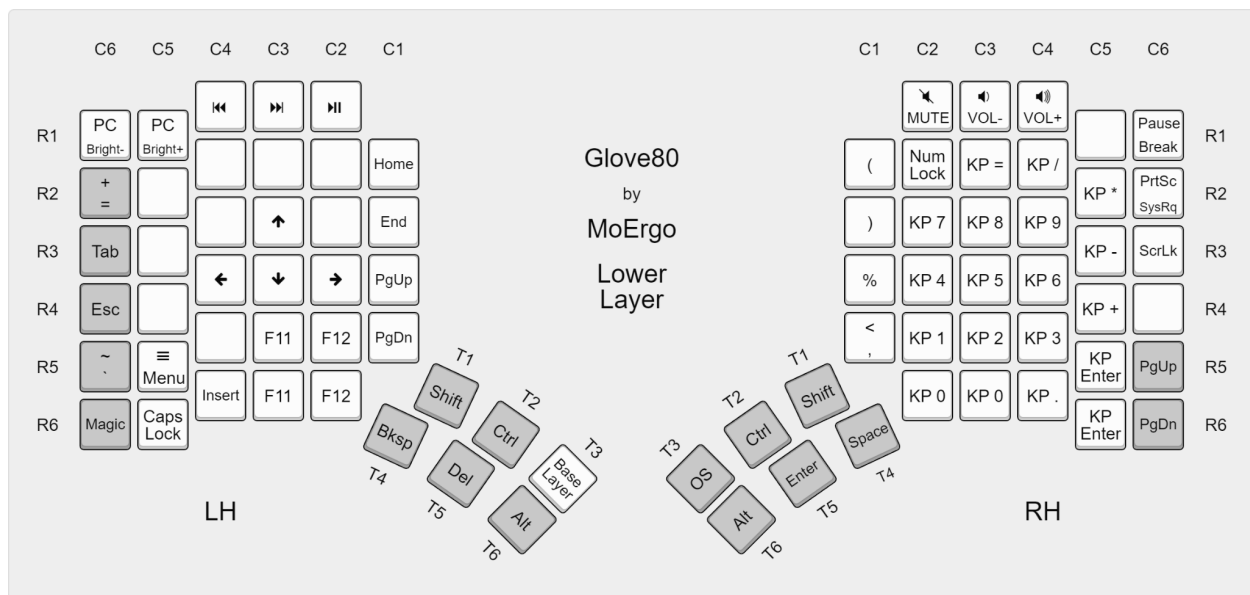 C6 C5 C4 C3 C2 C1 C1 C2 C3 C4 C5 C6
R1 PC Bright- PC Bright+ MUTE VOL- VOL+ Pause Break R1
Home ( Num Lock KP = KP /
R2 + = KP * PrtSc SysRq R2
End ) KP 7 KP 8 KP 9
R3 Tab KP - ScrLk R3
PgUp % KP 4 KP 5 KP 6
R4 Esc KP + R4
F11 F12 PgDn < , KP 1 KP 2 KP 3
R5 ~ ` Menu KP Enter PgUp R5
Insert F11 F12 KP 0 KP 0 KP .
R6 Magic Caps Lock KP Enter PgDn R6
Glove80
by
MoErgo
Lower
Layer
T1 T2 T3
Shift Ctrl Base Layer
Bksp Del Alt
T4 T5 T6
T3 T2 T1
OS Ctrl Shift
Alt Enter Space
T6 T5 T4
LH RH